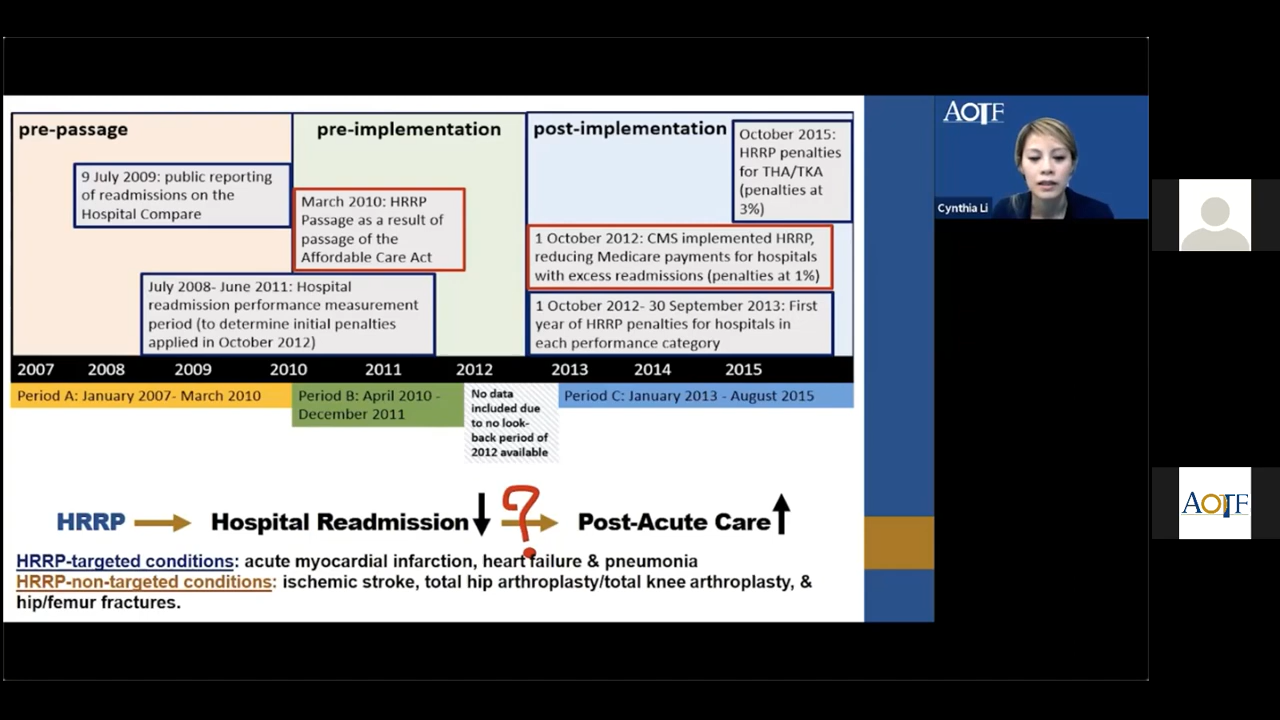 pre-passage
pre-implementation
post-implementation
October 2015:
HRRP penalties
for THA/TKA
(penalties at
3%)
9 July 2009: public reporting
of readmissions on the
Hospital Compare
March 2010: HRRP
Passage as a result of
passage of the
Affordable Care Act
1 October 2012: CMS implemented HRRP,
reducing Medicare payments for hospitals
with excess readmissions (penalties at 1%)
July 2008- June 2011: Hospital
readmission performance measurement
period (to determine initial penalties
applied in October 2012)
1 October 2012- 30 September 2013: First
year of HRRP penalties for hospitals in
each performance category
2007 2008 2009 2010 2011 2012 2013 2014 2015
Period A: January 2007- March 2010
Period B: April 2010 -
December 2011
No data
included due
to no look-
back period of
2012 available
Period C: January 2013 - August 2015
HRRP Hospital Readmission ? Post-Acute Care
HRRP-targeted conditions: acute myocardial infarction, heart failure & pneumonia
HRRP-non-targeted conditions: ischemic stroke, total hip arthroplasty/total knee arthroplasty, &
hip/femur fractures.
AOTF
Cynthia Li
AOTF